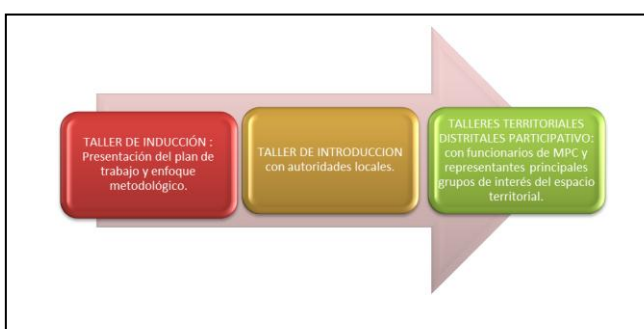 TALLER DE INDUCCIÓN :
Presentación del plan de
trabajo y enfoque
metodológico.
TALLER DE INTRODUCCION
con autoridades locales.
TALLERES TERRITORIALES
DISTRITALES PARTICIPATIVO:
con funcionarios de MPC y
representantes principales
grupos de interés del espacio
territorial.